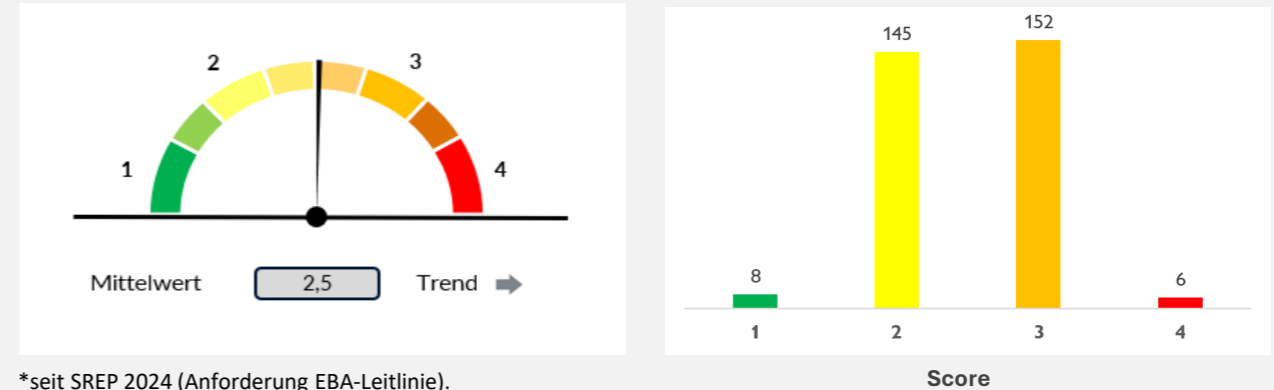 2
3
1
4
Mittelwert 2,5 Trend
*seit SREP 2024 (Anforderung EBA-Leitlinie).
152
145
8
6
1 2 3 4
Score